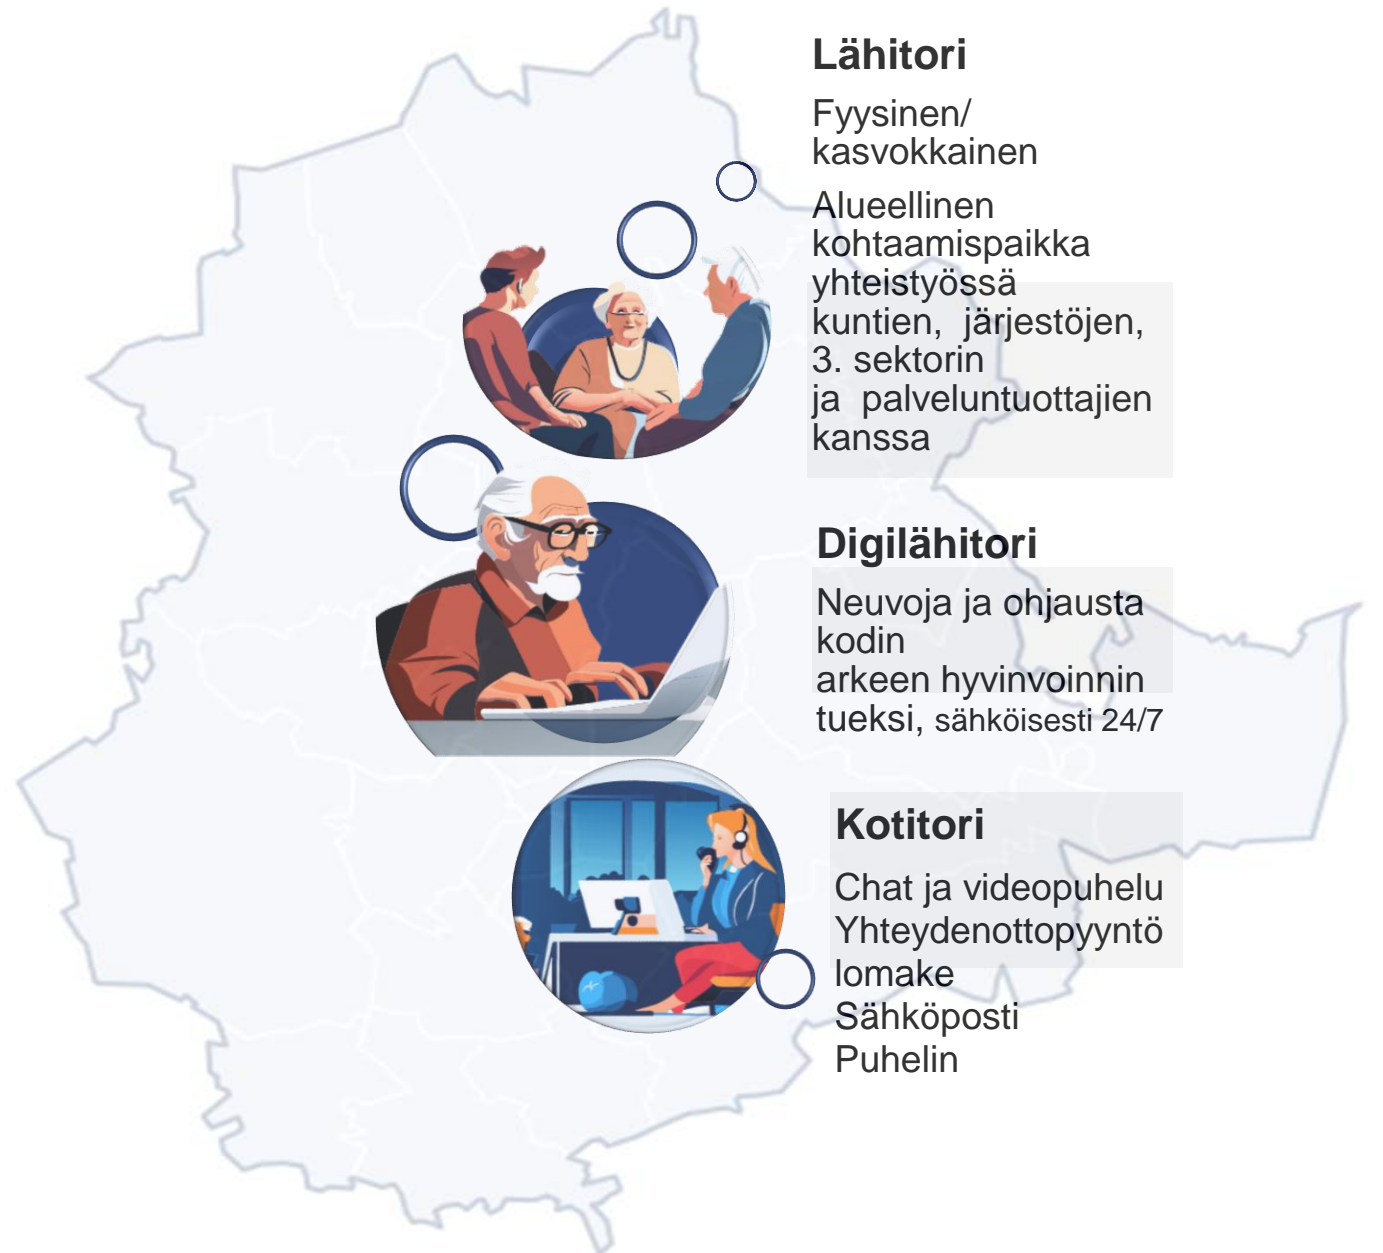 Lähitori
Fyysinen/
kasvokkainen
Alueellinen
kohtaamispaikka
yhteistyössä
kuntien, järjestöjen,
3. sektorin
ja palveluntuottajien
kanssa
Digilähitori
Neuvoja ja ohjausta
kodin
arkeen hyvinvoinnin
tueksi, sähköisesti 24/7
Kotitori
Chat ja videopuhelu
Yhteydenottopyyntö
lomake
Sähköposti
Puhelin